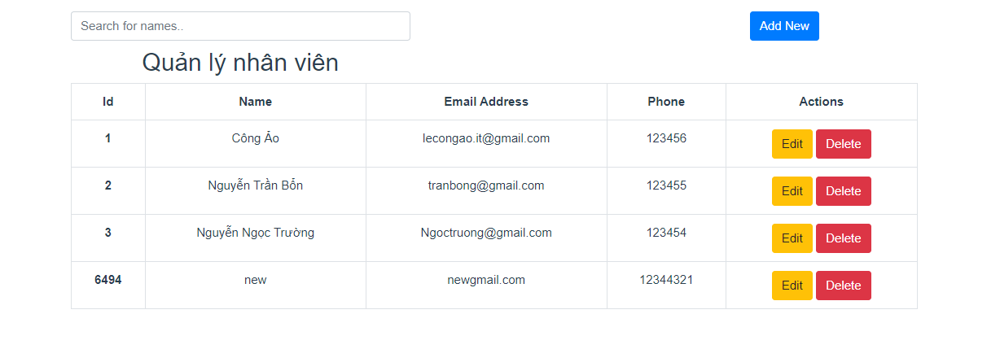 Search for names.. Add New
Quản lý nhân viên
Id Name Email Address Phone Actions
1 Công Ảo lecongao.it@gmail.com 123456 Edit Delete
2 Nguyễn Trần Bổn tranbong@gmail.com 123455 Edit Delete
3 Nguyễn Ngọc Trường Ngoctruong@gmail.com 123454 Edit Delete
6494 new newgmail.com 12344321 Edit Delete